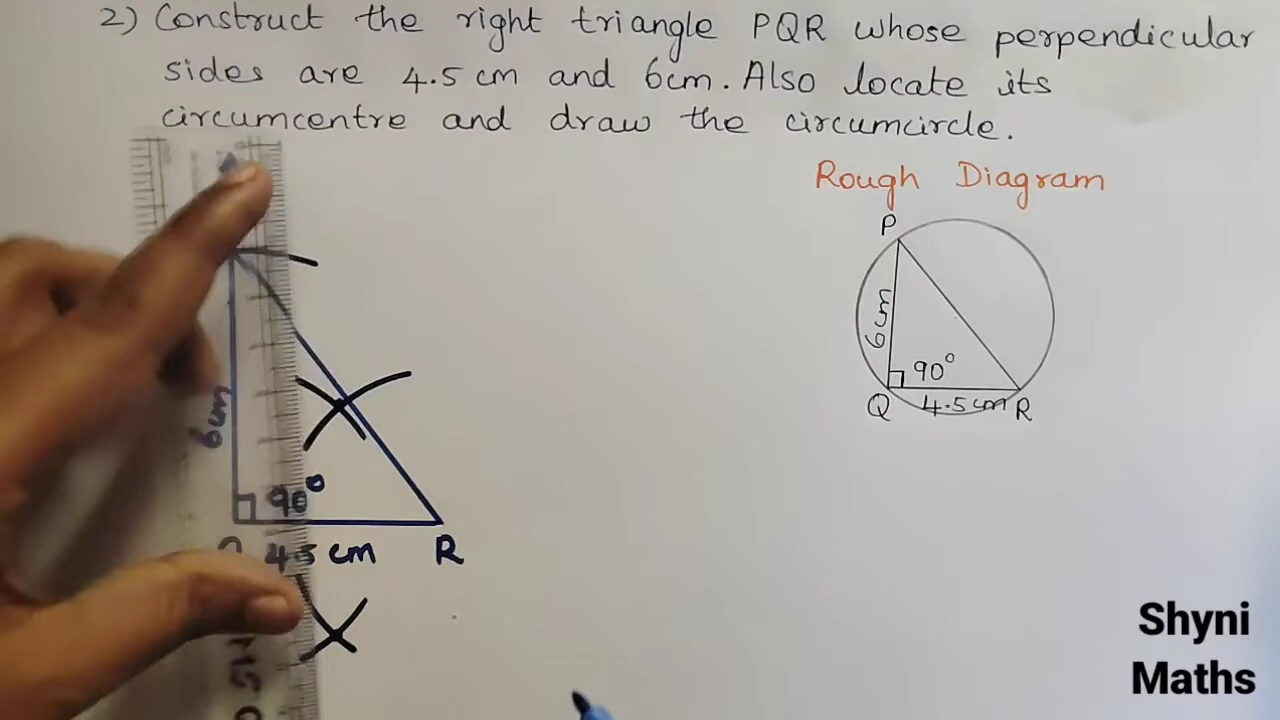 2) Construct the right triangle PQR whose perpendicular
sides are 4.5 cm and 6cm. Also locate its
circumcentre and draw the circumcircle.
Rough Diagram
P
6cm
90°
Q 4.5cm R
6cm
90°
4.5 cm R
Shyni
Maths